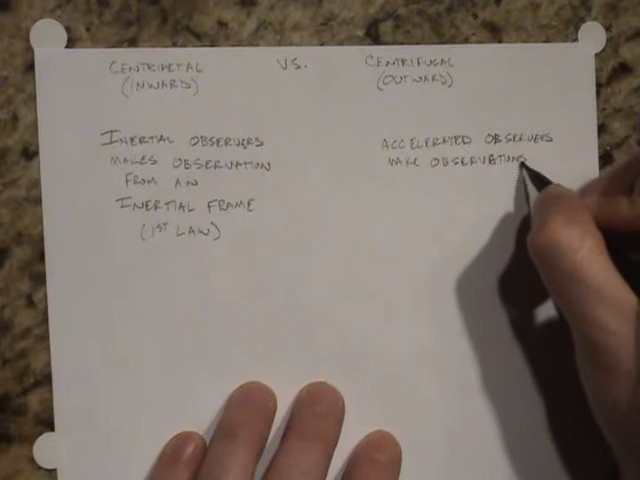 CENTRIPETAL VS. CENTRIFUGAL
(INWARD) (OUTWARD)
INERTIAL OBSERVERS
MAKES OBSERVATION
FROM AN
INERTIAL FRAME
(1ST LAW)
ACCELERATED OBSERVERS
MAKE OBSERVATIONS